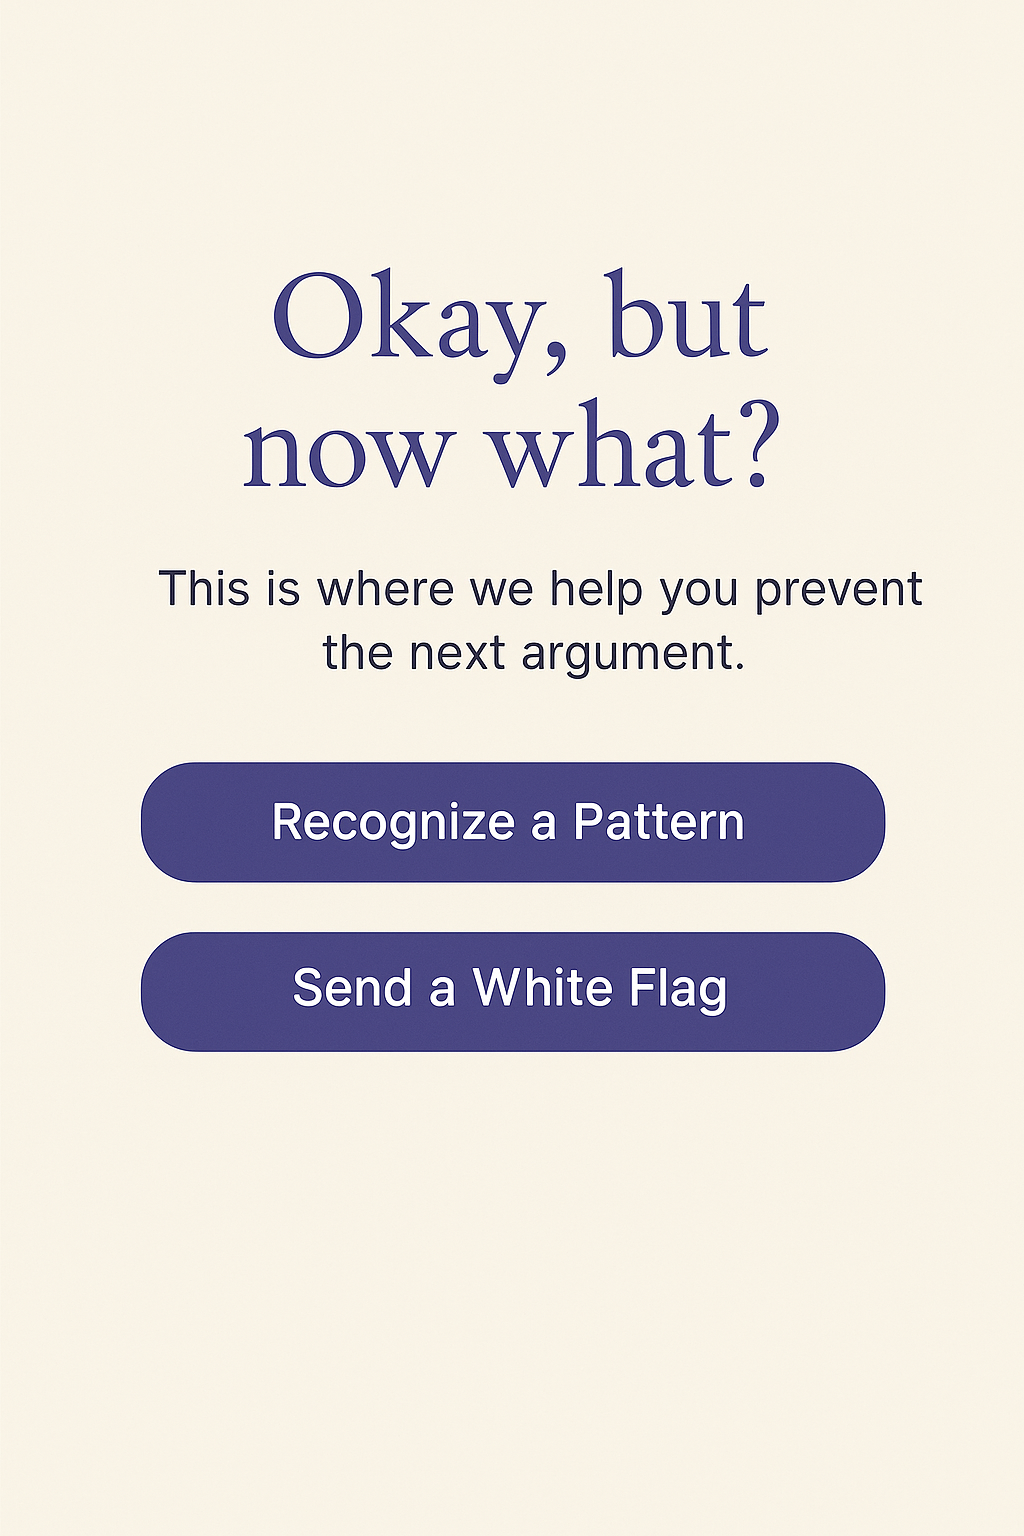 Okay, but
now what?
This is where we help you prevent
the next argument.
Recognize a Pattern
Send a White Flag